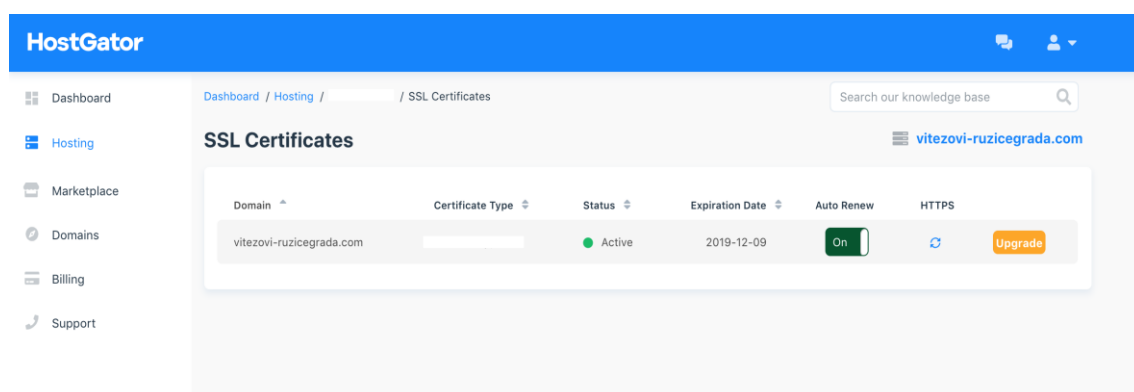 HostGator
Dashboard
Hosting
Marketplace
Domains
Billing
Support
Dashboard / Hosting / / SSL Certificates
Search our knowledge base
SSL Certificates
vitezovi-ruzicegrada.com
Domain Certificate Type Status Expiration Date Auto Renew HTTPS
vitezovi-ruzicegrada.com Active 2019-12-09 On Upgrade